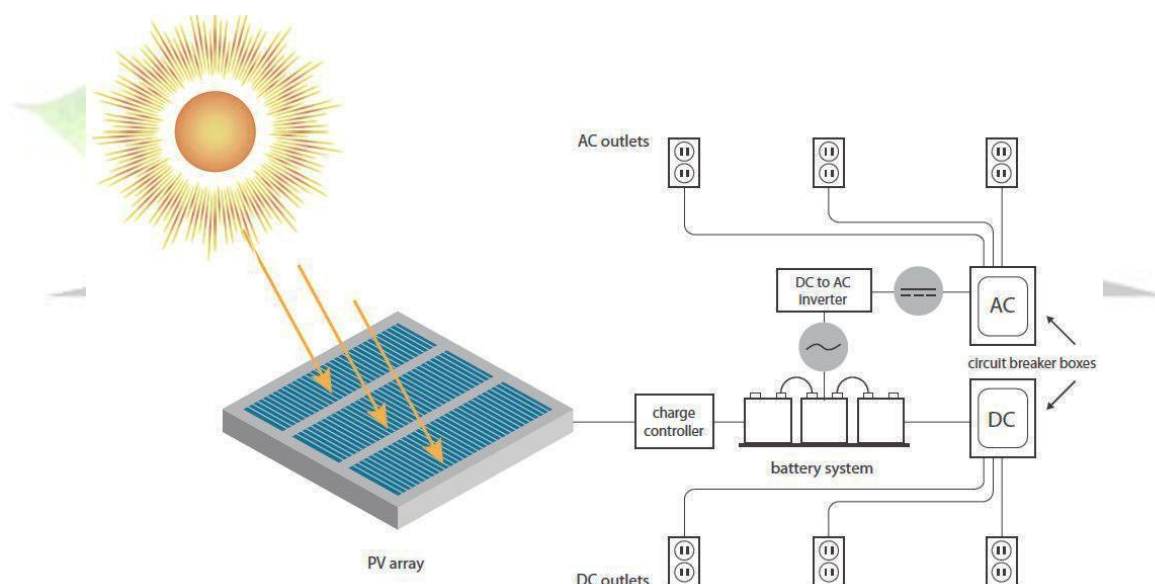 AC outlets
DC to AC
inverter
AC
circuit breaker boxes
charge
controller
DC
battery system
PV array
DC outlets